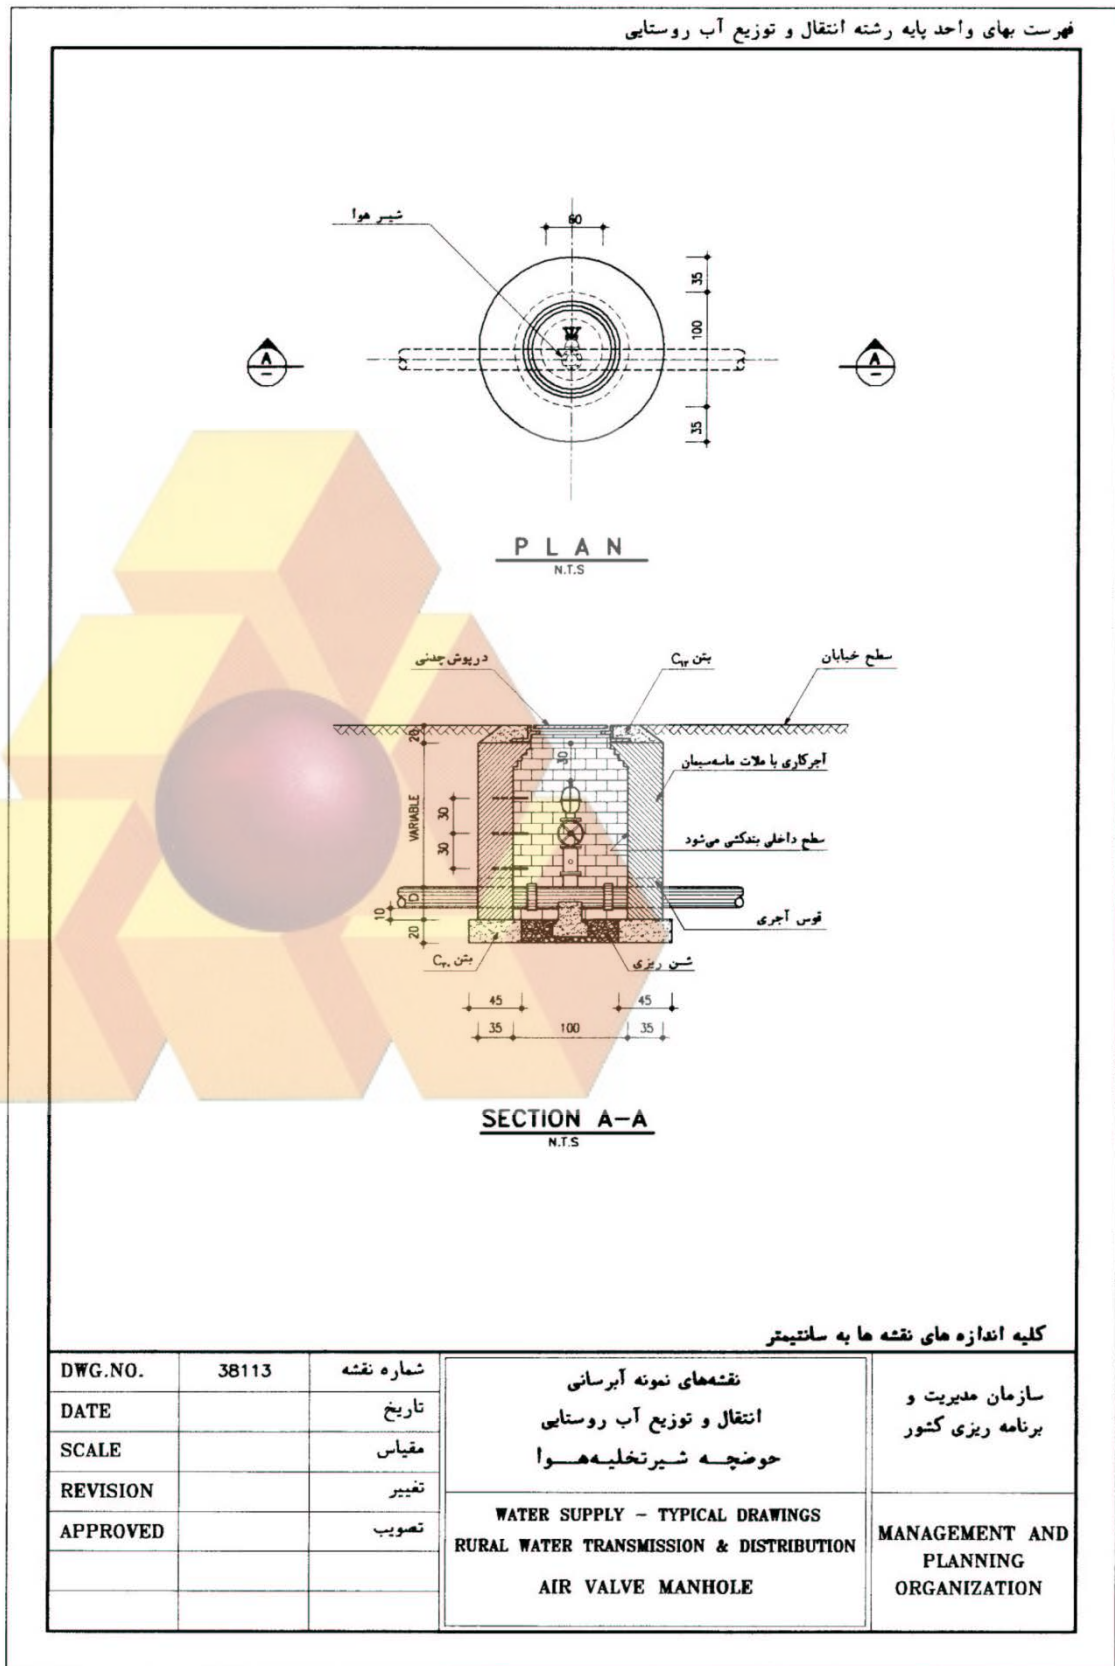 فهرست بهای واحد پایه رشته انتقال و توزیع آب روستایی
شیر هوا
60
35
100
35
A
A
PLAN
N.T.S
درپوش چدنی
بتن C۱۲
سطح خیابان
20
30
آجرکاری با ملات ماسه‌سیمان
VARIABLE
30
30
سطح داخلی بندکشی می‌شود
D
10
20
قوس آجری
بتن C۲۰
شن ریزی
45
45
35
100
35
SECTION A-A
N.T.S
کلیه اندازه های نقشه ها به سانتیمتر
DWG.NO. 38113 شماره نقشه
DATE تاریخ
SCALE مقیاس
REVISION تغییر
APPROVED تصویب
نقشه‌های نمونه آبرسانی
انتقال و توزیع آب روستایی
حوضچه شیرتخلیه‌هوا
WATER SUPPLY – TYPICAL DRAWINGS
RURAL WATER TRANSMISSION & DISTRIBUTION
AIR VALVE MANHOLE
سازمان مدیریت و
برنامه ریزی کشور
MANAGEMENT AND
PLANNING
ORGANIZATION